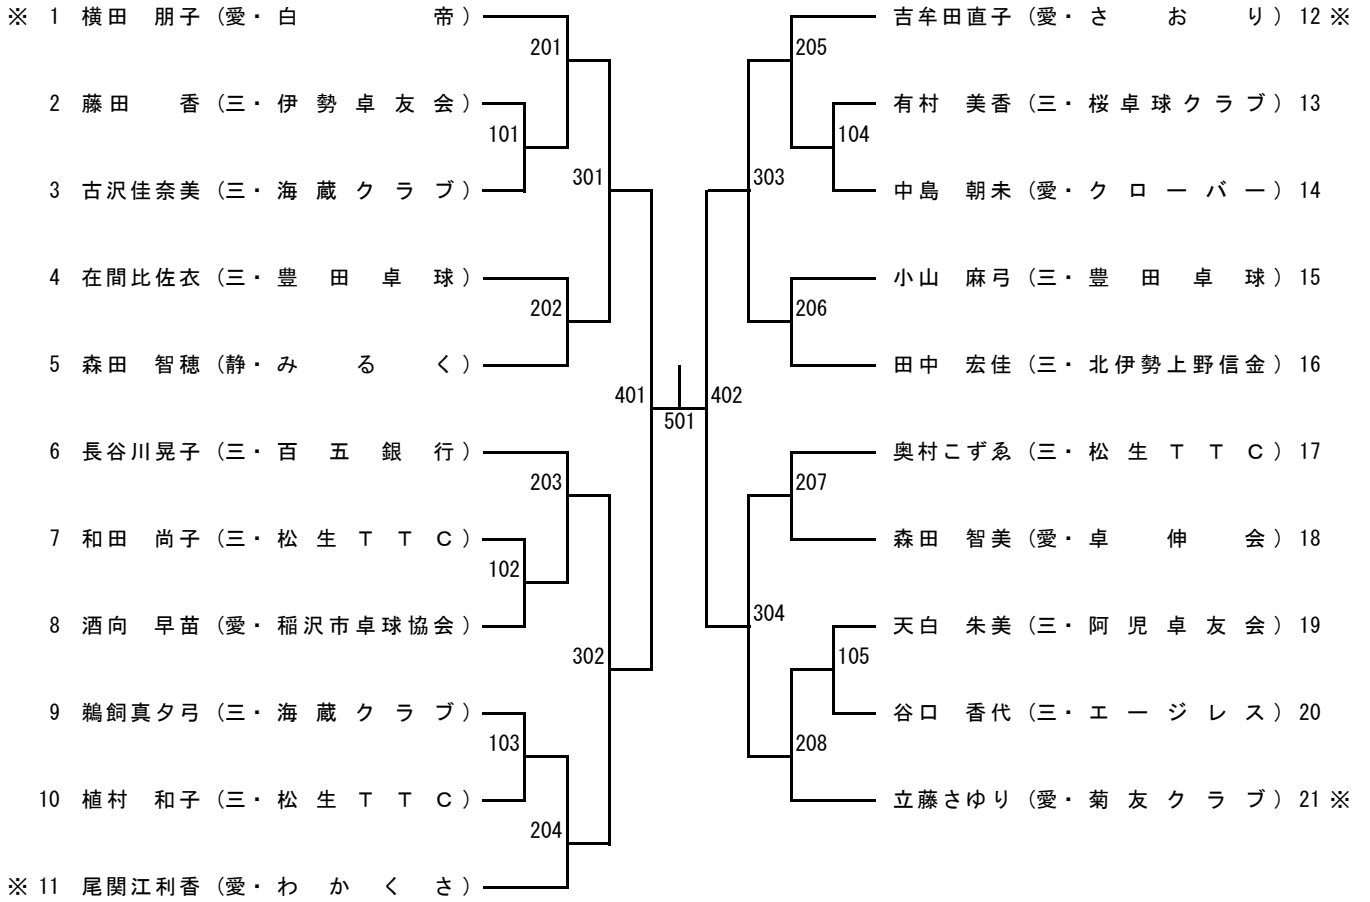 ※ 1 横田 朋子 (愛・白 帝)
201
2 藤田 香 (三・伊勢卓友会)
101
3 古沢佳奈美 (三・海蔵クラブ)
301
4 在間比佐衣 (三・豊田卓球)
202
5 森田 智穂 (静・みるく)
401
6 長谷川晃子 (三・百五銀行)
203
7 和田 尚子 (三・松生TTC)
102
8 酒向 早苗 (愛・稲沢市卓球協会)
302
9 鵜飼真夕弓 (三・海蔵クラブ)
103
10 植村 和子 (三・松生TTC)
204
※ 11 尾関江利香 (愛・わかくさ)
501
吉牟田直子 (愛・さおり) 12 ※
205
有村 美香 (三・桜卓球クラブ) 13
104
中島 朝未 (愛・クローバー) 14
303
小山 麻弓 (三・豊田卓球) 15
206
田中 宏佳 (三・北伊勢上野信金) 16
402
奥村こずゑ (三・松生TTC) 17
207
森田 智美 (愛・卓伸会) 18
304
天白 朱美 (三・阿児卓友会) 19
105
谷口 香代 (三・エージレス) 20
208
立藤さゆり (愛・菊友クラブ) 21 ※